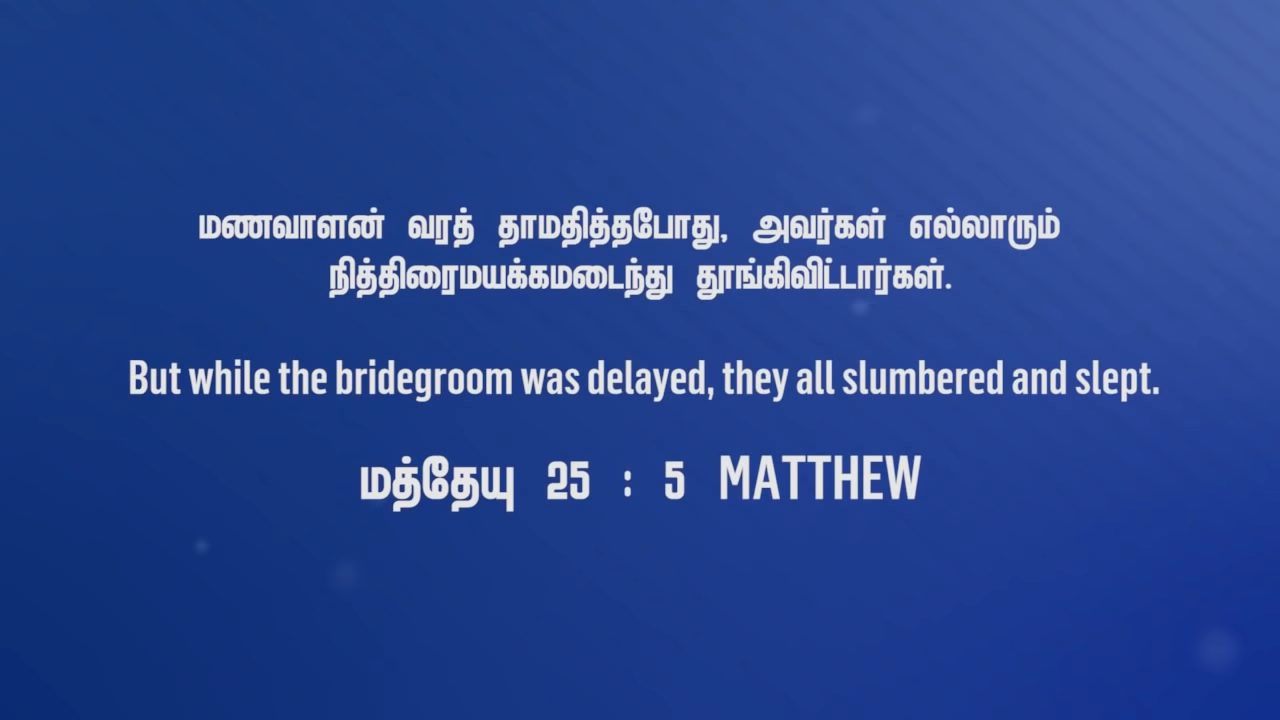 மணவாளன் வரத் தாமதித்தபோது, அவர்கள் எல்லாரும்
நித்திரைமயக்கமடைந்து தூங்கிவிட்டார்கள்.
But while the bridegroom was delayed, they all slumbered and slept.
மத்தேயு 25 : 5 MATTHEW